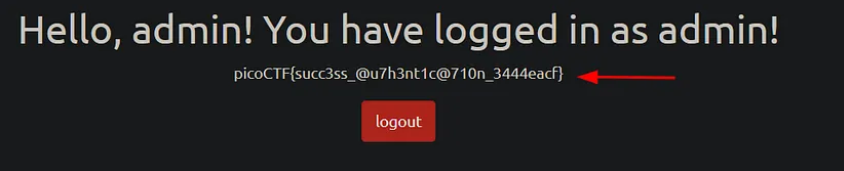 Hello, admin! You have logged in as admin!
picoCTF{succ3ss_@u7h3nt1c@710n_3444eacf}
logout